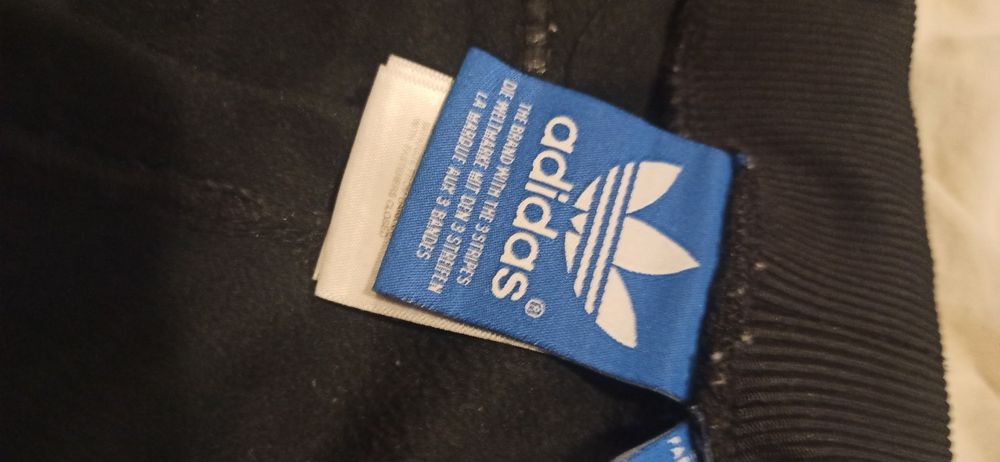 adidas®
THE BRAND WITH THE 3 STRIPES
DIE WELTMARKE MIT DEN 3 STREIFEN
LA MARQUE AUX 3 BANDES